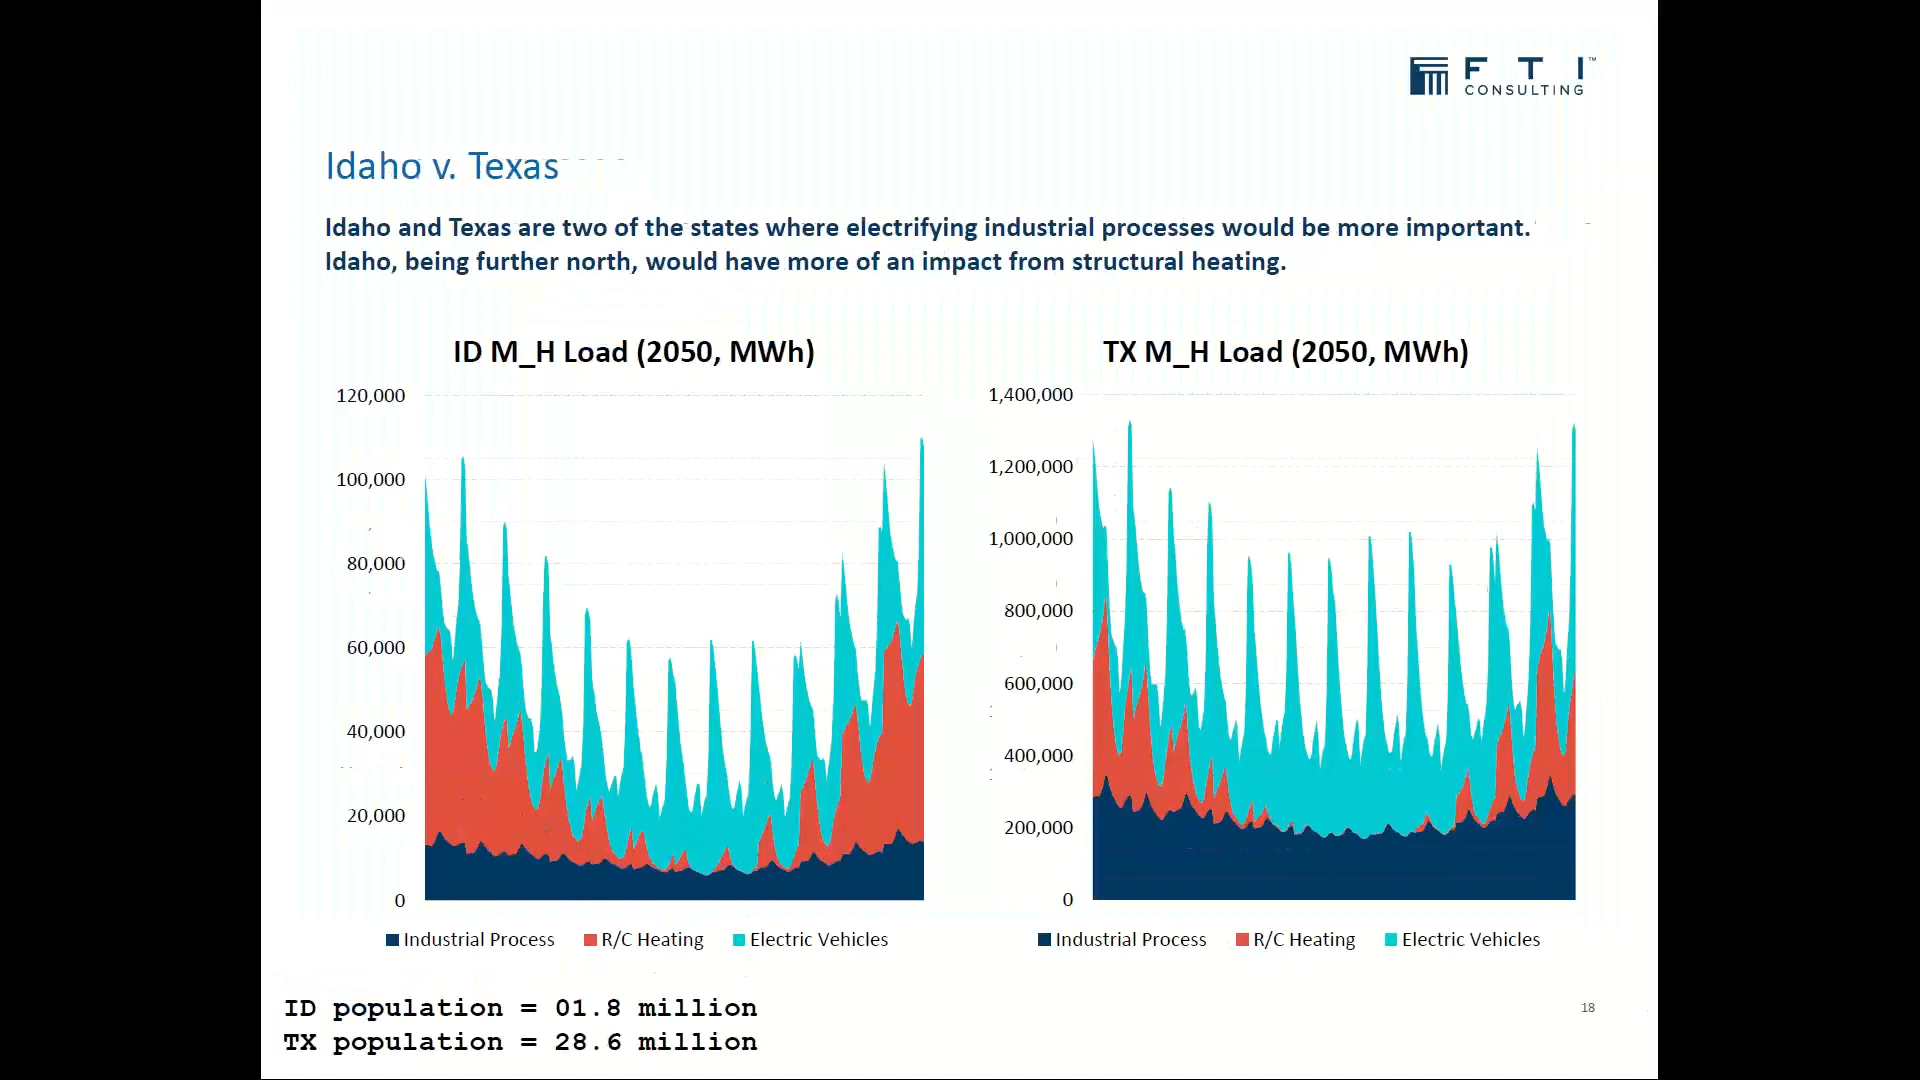 F T I™
CONSULTING
Idaho v. Texas
Idaho and Texas are two of the states where electrifying industrial processes would be more important.
Idaho, being further north, would have more of an impact from structural heating.
ID M_H Load (2050, MWh)
120,000
100,000
80,000
60,000
40,000
20,000
0
Industrial Process R/C Heating Electric Vehicles
TX M_H Load (2050, MWh)
1,400,000
1,200,000
1,000,000
800,000
600,000
400,000
200,000
0
Industrial Process R/C Heating Electric Vehicles
ID population = 01.8 million
TX population = 28.6 million
18